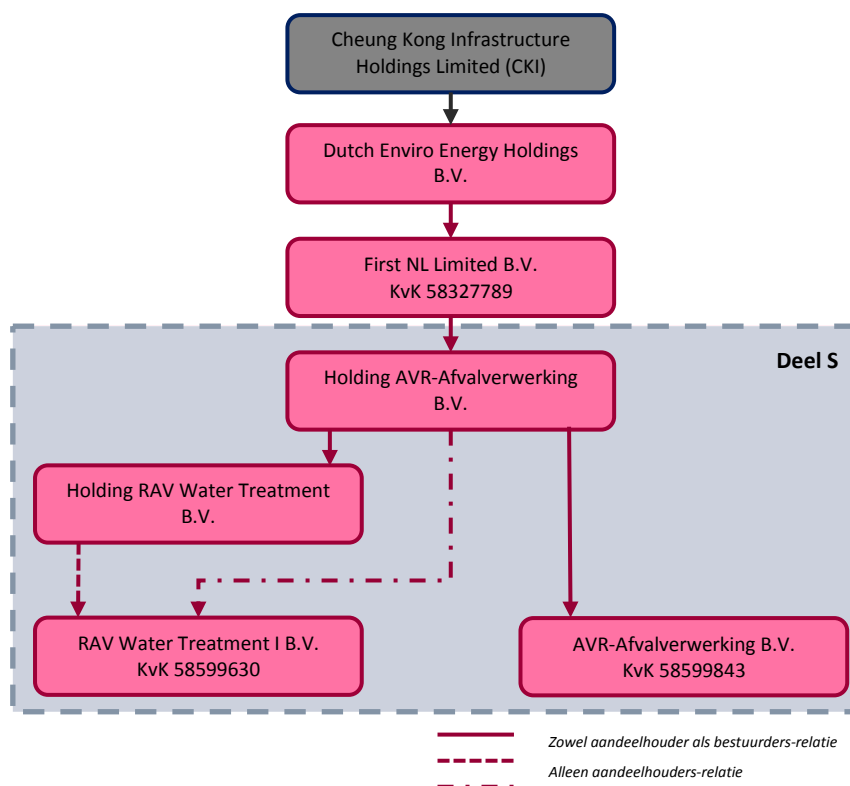 Cheung Kong Infrastructure
Holdings Limited (CKI)
Dutch Enviro Energy Holdings
B.V.
First NL Limited B.V.
KvK 58327789
Deel S
Holding AVR-Afvalverwerking
B.V.
Holding RAV Water Treatment
B.V.
RAV Water Treatment I B.V.
KvK 58599630
AVR-Afvalverwerking B.V.
KvK 58599843
Zowel aandeelhouder als bestuurders-relatie
Alleen aandeelhouders-relatie